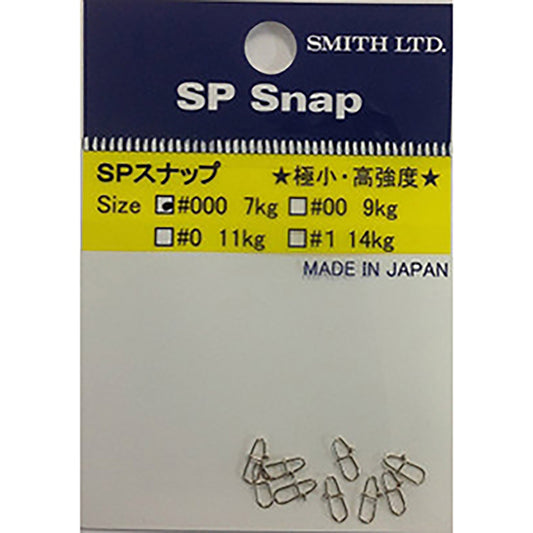 SMITH LTD.
SP Snap
SPスナップ ★極小・高強度★
Size #000 7kg #00 9kg
#0 11kg #1 14kg
MADE IN JAPAN